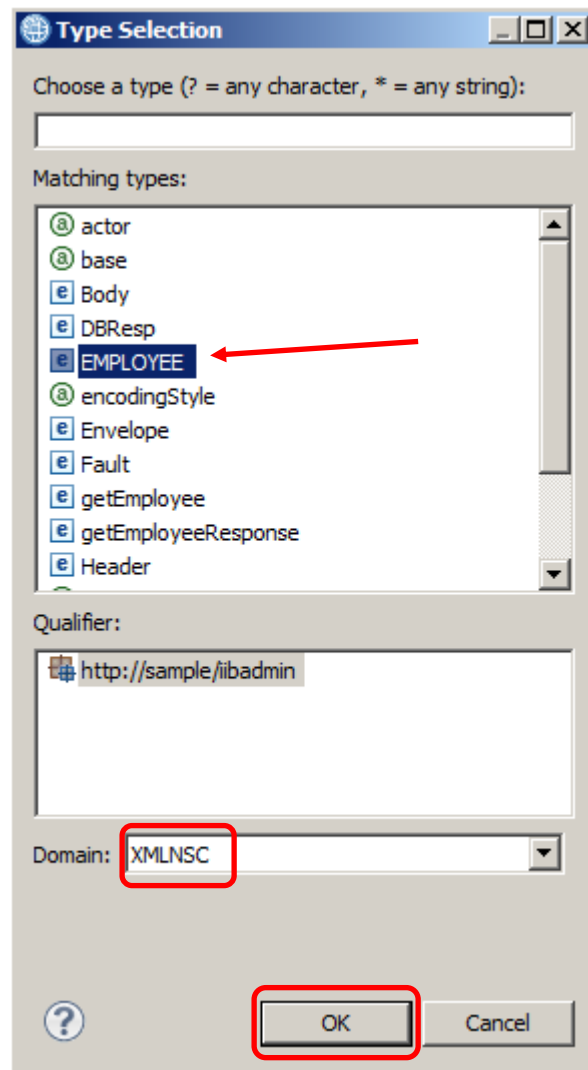 Type Selection
Choose a type (? = any character, * = any string):
Matching types:
actor
base
Body
DBResp
EMPLOYEE
encodingStyle
Envelope
Fault
getEmployee
getEmployeeResponse
Header
Qualifier:
http://sample/iibadmin
Domain: XMLNSC
OK Cancel